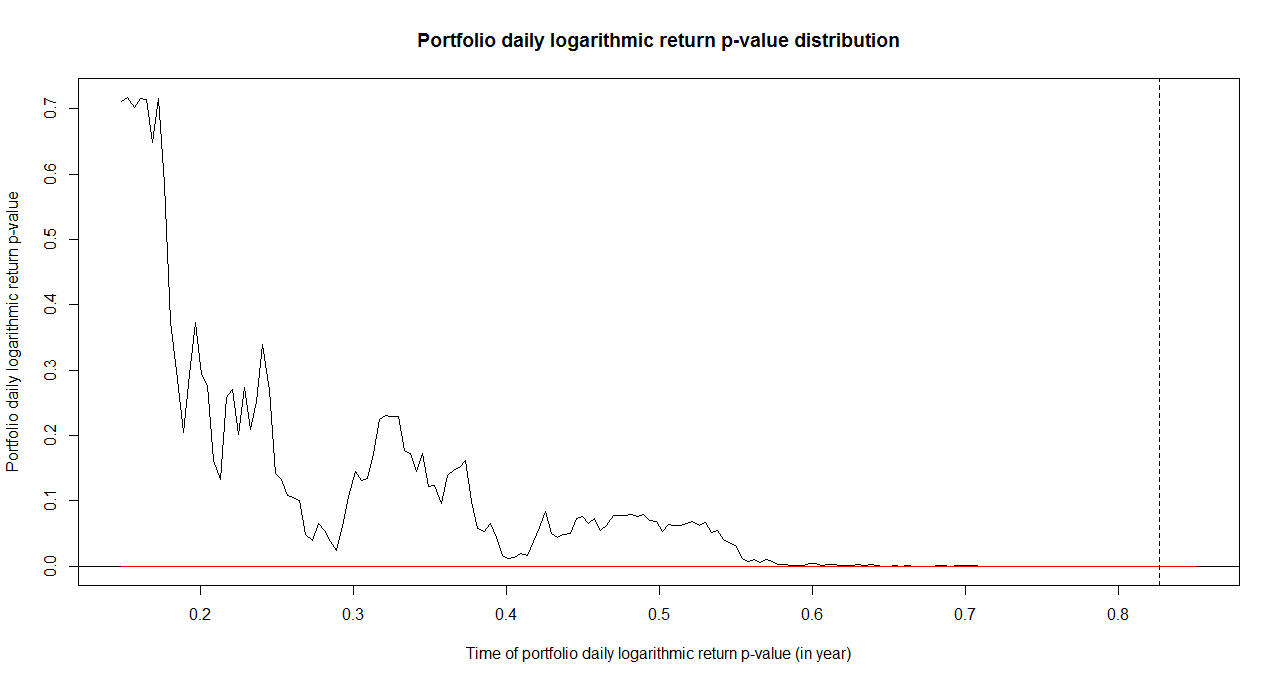 Portfolio daily logarithmic return p-value distribution
Portfolio daily logarithmic return p-value
0.7
0.6
0.5
0.4
0.3
0.2
0.1
0.0
0.2 0.3 0.4 0.5 0.6 0.7 0.8
Time of portfolio daily logarithmic return p-value (in year)